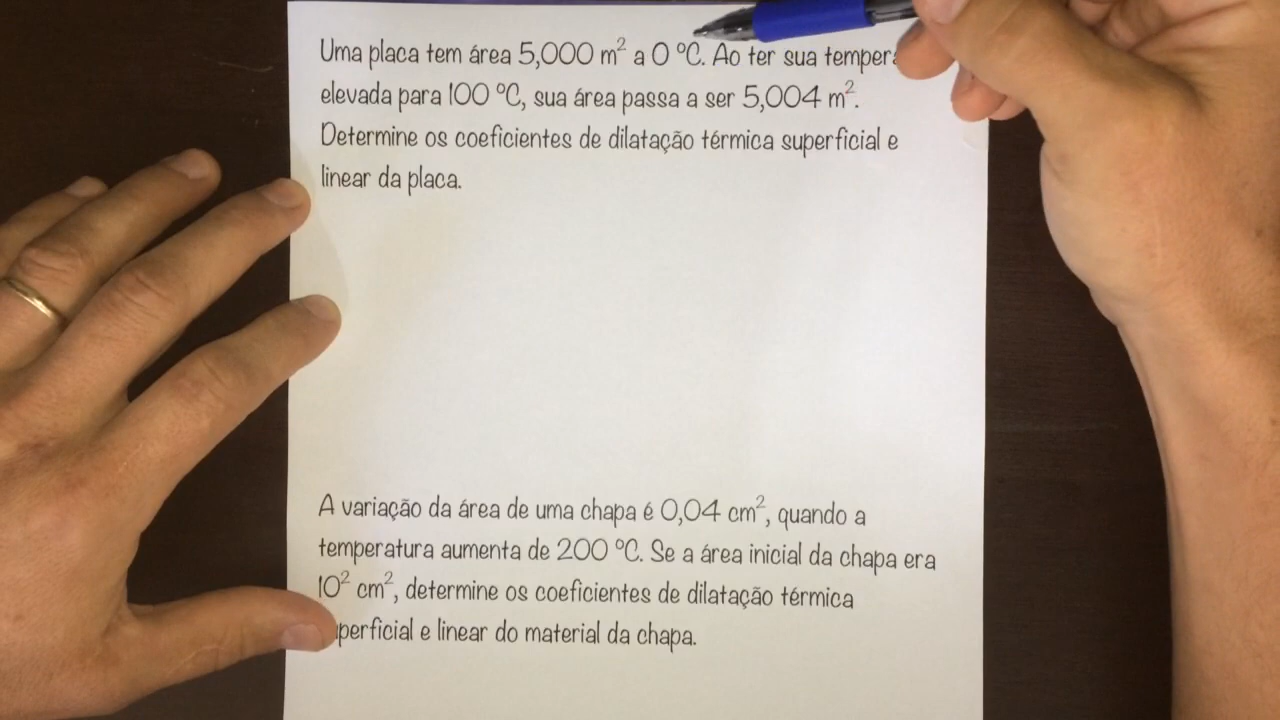 Uma placa tem área 5,000 m² a 0 ºC. Ao ter sua
elevada para 100 ºC, sua área passa a ser 5,004 m².
Determine os coeficientes de dilatação térmica superficial e
linear da placa.
A variação da área de uma chapa é 0,04 cm², quando a
temperatura aumenta de 200 ºC. Se a área inicial da chapa era
10² cm², determine os coeficientes de dilatação térmica
e linear do material da chapa.